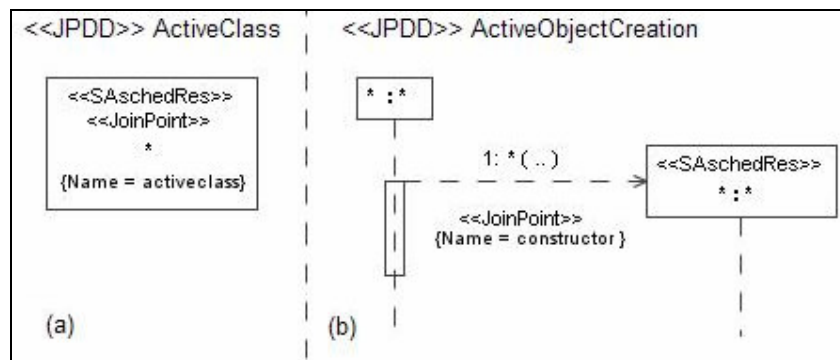 <<JPDD>> ActiveClass
<<SAschedRes>>
<<JoinPoint>>
*
{Name = activeclass}
(a)
<<JPDD>> ActiveObjectCreation
* : *
1: * ( .. )
<<JoinPoint>>
{Name = constructor }
<<SAschedRes>>
* : *
(b)